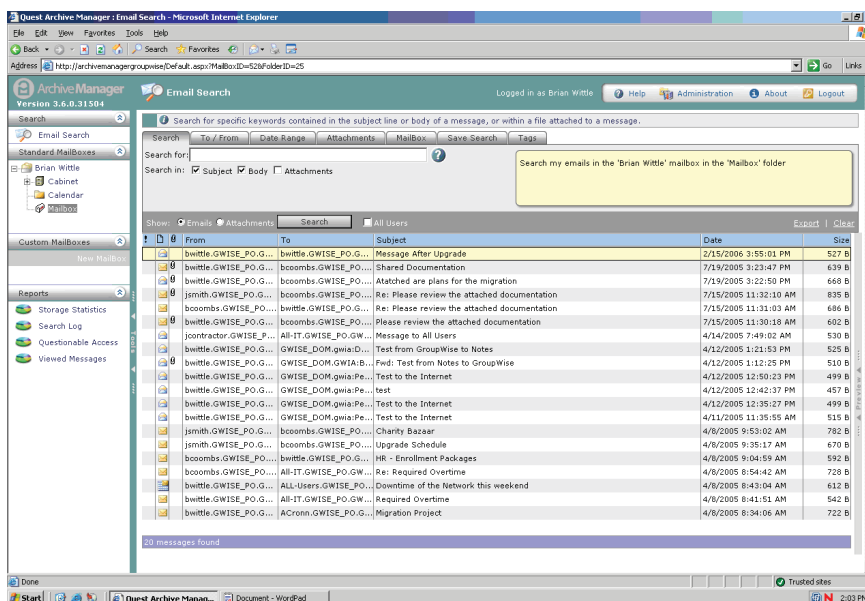 Quest Archive Manager : Email Search - Microsoft Internet Explorer
File Edit View Favorites Tools Help
Back Search Favorites
Address http://archivemanagergroupwise/Default.aspx?MailBoxID=52&FolderID=25 Go Links
Archive Manager
Version 3.6.0.31504
Email Search Logged in as Brian Wittle Help Administration About Logout
Search
Email Search
Standard MailBoxes
Brian Wittle
Cabinet
Calendar
Mailbox
Custom MailBoxes
New MailBox
Reports
Storage Statistics
Search Log
Questionable Access
Viewed Messages
Tools
Search for specific keywords contained in the subject line or body of a message, or within a file attached to a message.
Search To / From Date Range Attachments MailBox Save Search Tags
Search for:
Search in: Subject Body Attachments
Search my emails in the 'Brian Wittle' mailbox in the 'Mailbox' folder
Show: Emails Attachments Search All Users Export | Clear
! From To Subject Date Size
bwittle.GWISE_PO.G... bwittle.GWISE_PO.G... Message After Upgrade 2/15/2006 3:55:01 PM 527 B
bwittle.GWISE_PO.G... bcoombs.GWISE_PO.... Shared Documentation 7/19/2005 3:23:47 PM 639 B
bwittle.GWISE_PO.G... bcoombs.GWISE_PO.... Atatched are plans for the migration 7/19/2005 3:22:50 PM 668 B
jsmith.GWISE_PO.G... bcoombs.GWISE_PO.... Re: Please review the attached documentation 7/15/2005 11:32:10 AM 835 B
bcoombs.GWISE_PO.... bwittle.GWISE_PO.G... Re: Please review the attached documentation 7/15/2005 11:31:03 AM 686 B
bwittle.GWISE_PO.G... bcoombs.GWISE_PO.... Please review the attached documentation 7/15/2005 11:30:18 AM 602 B
jcontractor.GWISE_P... All-IT.GWISE_PO.GW... Message to All Users 4/14/2005 7:49:02 AM 530 B
bwittle.GWISE_PO.G... GWISE_DOM.gwia:D... Test from GroupWise to Notes 4/12/2005 1:21:53 PM 525 B
bwittle.GWISE_PO.G... GWISE_DOM.GWIA:B... Fwd: Test from Notes to GroupWise 4/12/2005 1:12:25 PM 510 B
bwittle.GWISE_PO.G... GWISE_DOM.gwia:Pe... Test to the Internet 4/12/2005 12:50:23 PM 499 B
bwittle.GWISE_PO.G... GWISE_DOM.gwia:Pe... test 4/12/2005 12:42:37 PM 457 B
bwittle.GWISE_PO.G... GWISE_DOM.gwia:Pe... Test to the Internet 4/12/2005 12:35:27 PM 499 B
bwittle.GWISE_PO.G... GWISE_DOM.gwia:Pe... Test to the Internet 4/11/2005 11:35:55 AM 515 B
jsmith.GWISE_PO.G... bcoombs.GWISE_PO.... Charity Bazaar 4/8/2005 9:53:02 AM 782 B
jsmith.GWISE_PO.G... bcoombs.GWISE_PO.... Upgrade Schedule 4/8/2005 9:35:17 AM 670 B
bcoombs.GWISE_PO.... bwittle.GWISE_PO.G... HR - Enrollment Packages 4/8/2005 9:04:59 AM 592 B
bcoombs.GWISE_PO.... All-IT.GWISE_PO.GW... Re: Required Overtime 4/8/2005 8:54:42 AM 728 B
bwittle.GWISE_PO.G... ALL-Users.GWISE_PO... Downtime of the Network this weekend 4/8/2005 8:43:04 AM 612 B
bwittle.GWISE_PO.G... All-IT.GWISE_PO.GW... Required Overtime 4/8/2005 8:41:51 AM 542 B
bwittle.GWISE_PO.G... ACronn.GWISE_PO.G... Migration Project 4/8/2005 8:34:06 AM 722 B
Preview
20 messages found
Done Trusted sites
Start Quest Archive Manag... Document - WordPad 2:03 PM